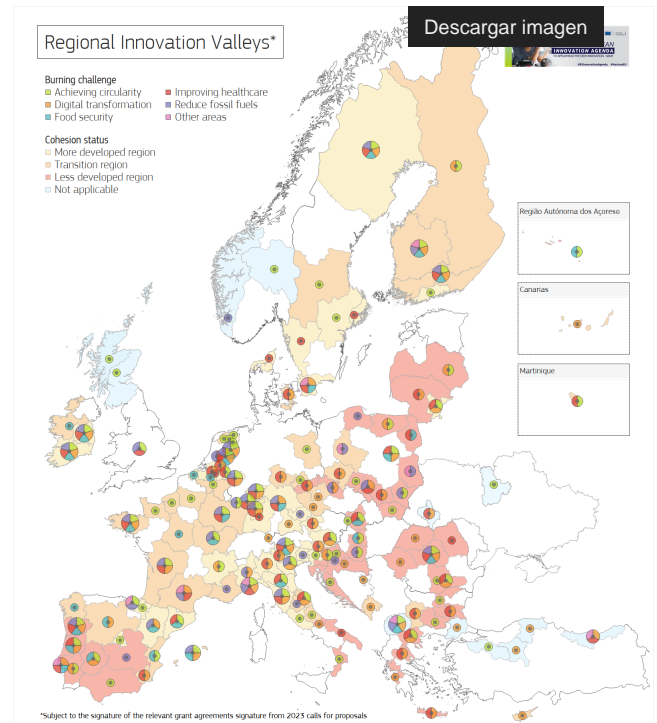 Descargar imagen
Regional Innovation Valleys*
INNOVATION AGENDA
Burning challenge
Achieving circularity
Improving healthcare
Digital transformation
Reduce fossil fuels
Food security
Other areas
Cohesion status
More developed region
Transition region
Less developed region
Not applicable
Região Autónoma dos Açoreso
Canarias
Martinique
*Subject to the signature of the relevant grant agreements signature from 2023 calls for proposals